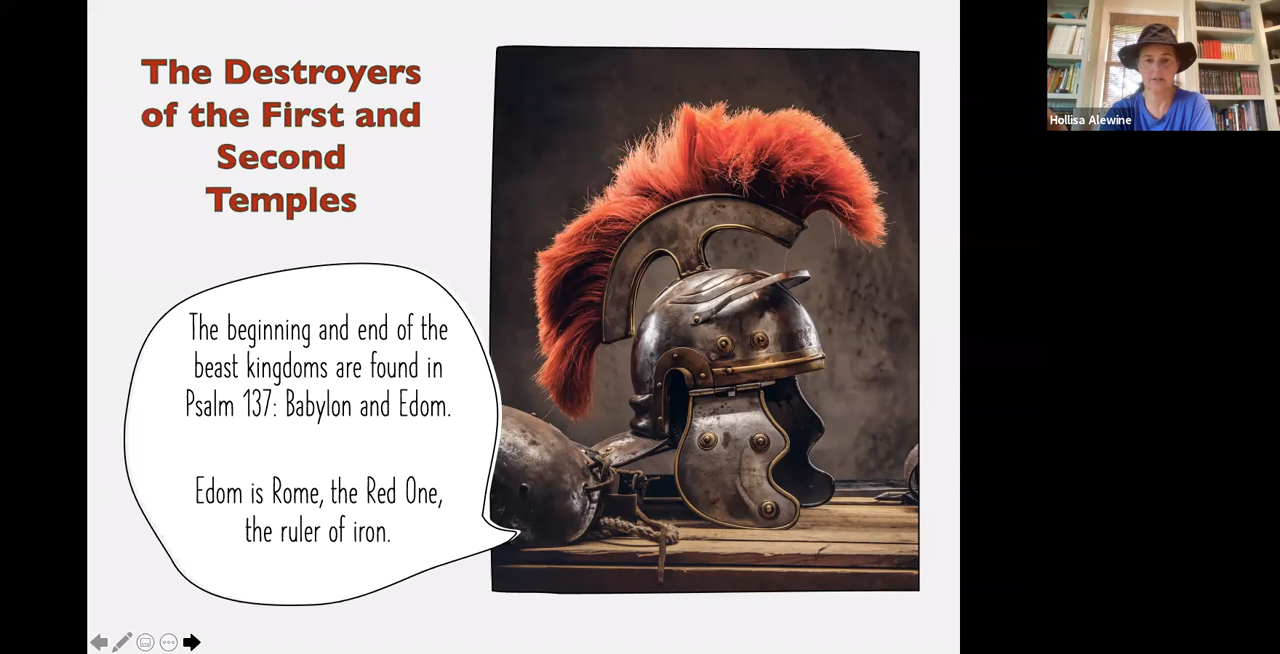 The Destroyers
of the First and
Second
Temples
The beginning and end of the
beast kingdoms are found in
Psalm 137: Babylon and Edom.
Edom is Rome, the Red One,
the ruler of iron.
Hollisa Alewine